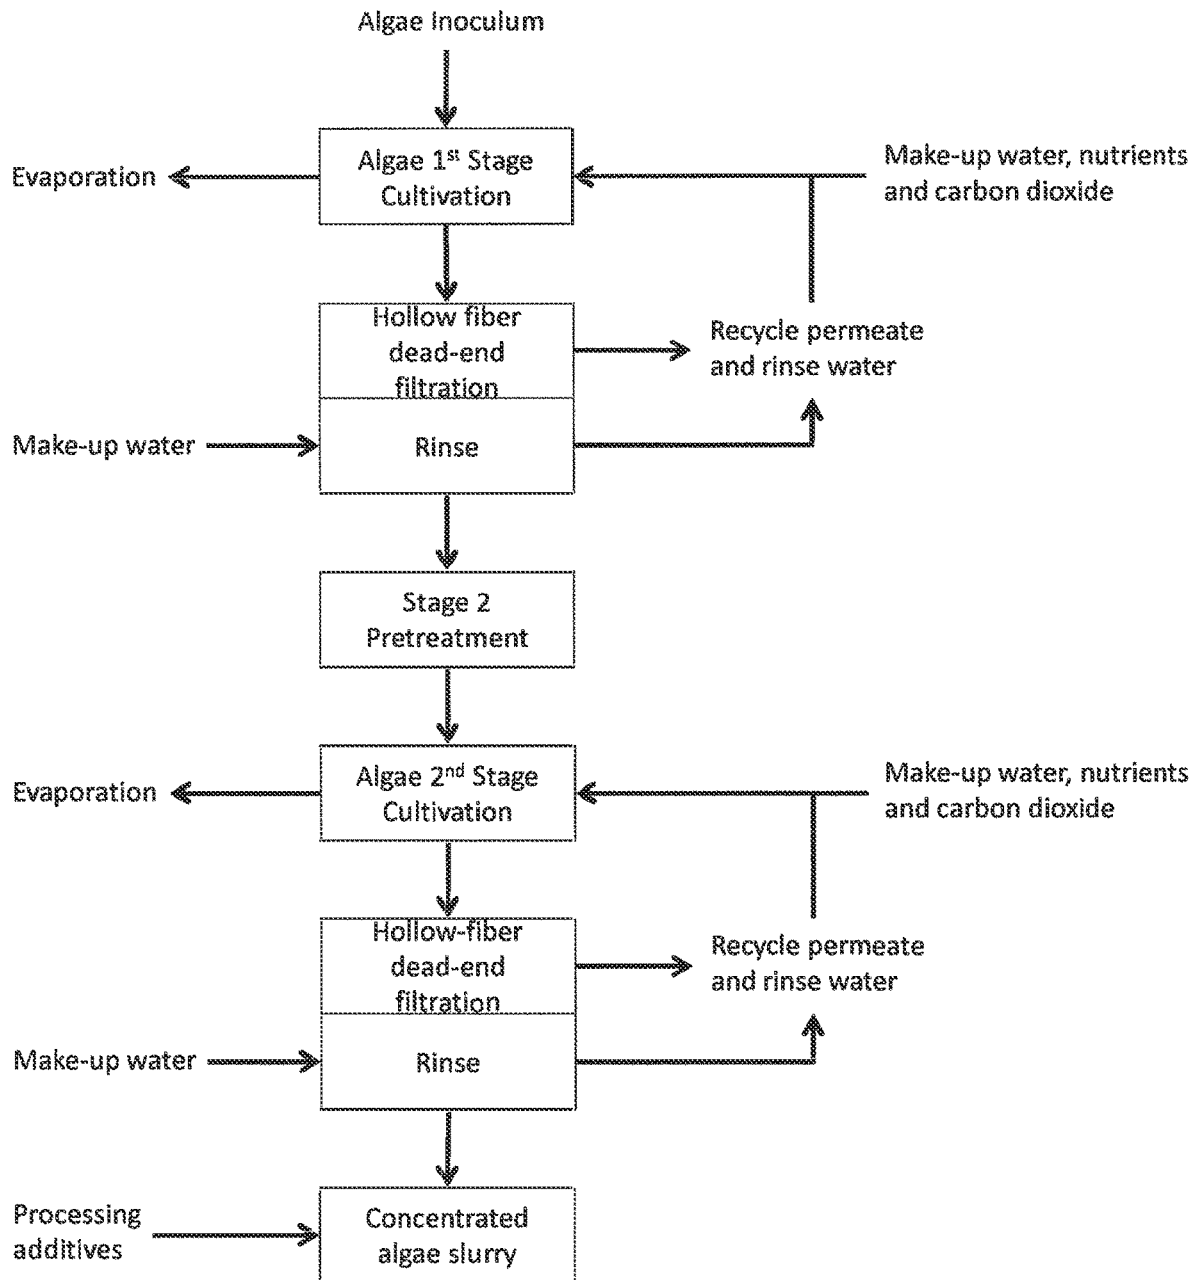 Algae Inoculum
Evaporation
Algae 1st Stage
Cultivation
Make-up water, nutrients
and carbon dioxide
Hollow fiber
dead-end
filtration
Recycle permeate
and rinse water
Make-up water
Rinse
Stage 2
Pretreatment
Evaporation
Algae 2nd Stage
Cultivation
Make-up water, nutrients
and carbon dioxide
Hollow-fiber
dead-end
filtration
Recycle permeate
and rinse water
Make-up water
Rinse
Processing
additives
Concentrated
algae slurry